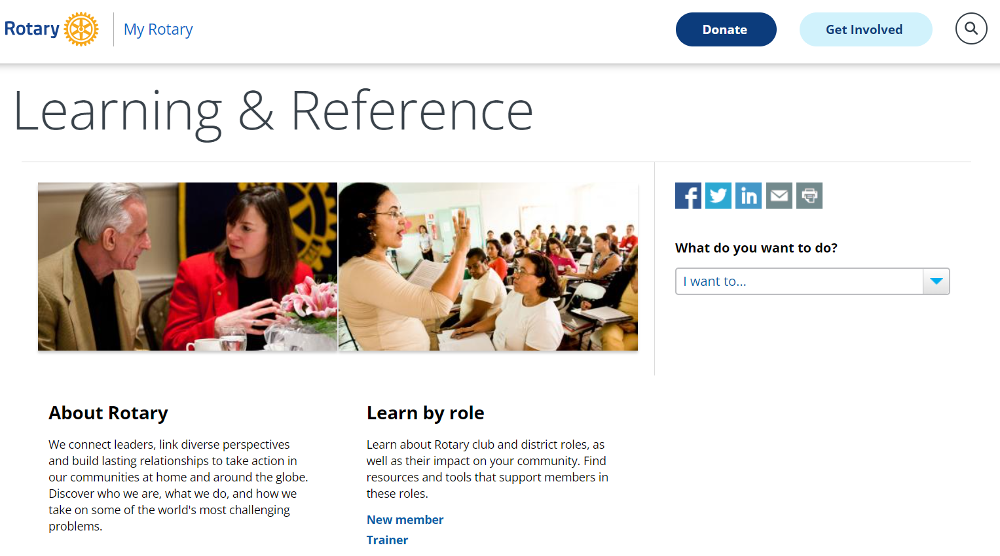 Rotary
My Rotary
Donate
Get Involved
Learning & Reference
What do you want to do?
I want to...
About Rotary
We connect leaders, link diverse perspectives
and build lasting relationships to take action in
our communities at home and around the globe.
Discover who we are, what we do, and how we
take on some of the world's most challenging
problems.
Learn by role
Learn about Rotary club and district roles, as
well as their impact on your community. Find
resources and tools that support members in
these roles.
New member
Trainer